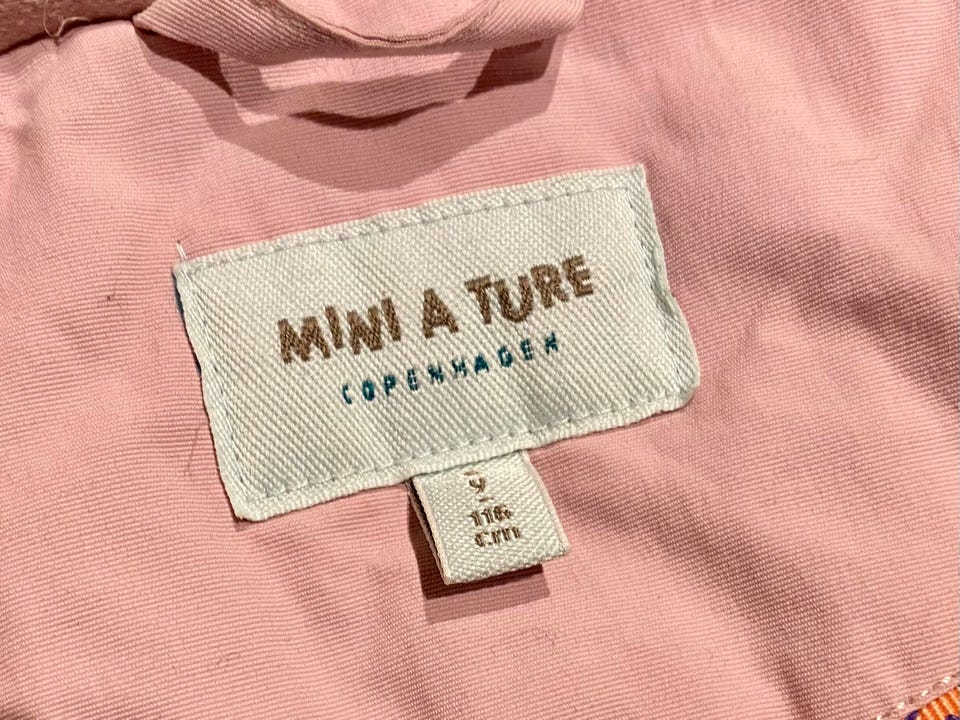 MINI A TURE
COPENHAGEN
y
116
cm